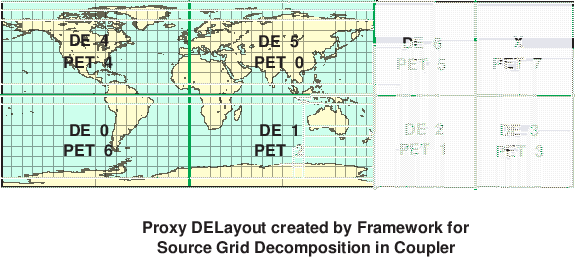 DE 4 DE 5 DE 6 X
PET 4 PET 0 PET 5 PET 7
DE 0 DE 1 DE 2 DE 3
PET 6 PET 2 PET 1 PET 3
Proxy DELayout created by Framework for
Source Grid Decomposition in Coupler